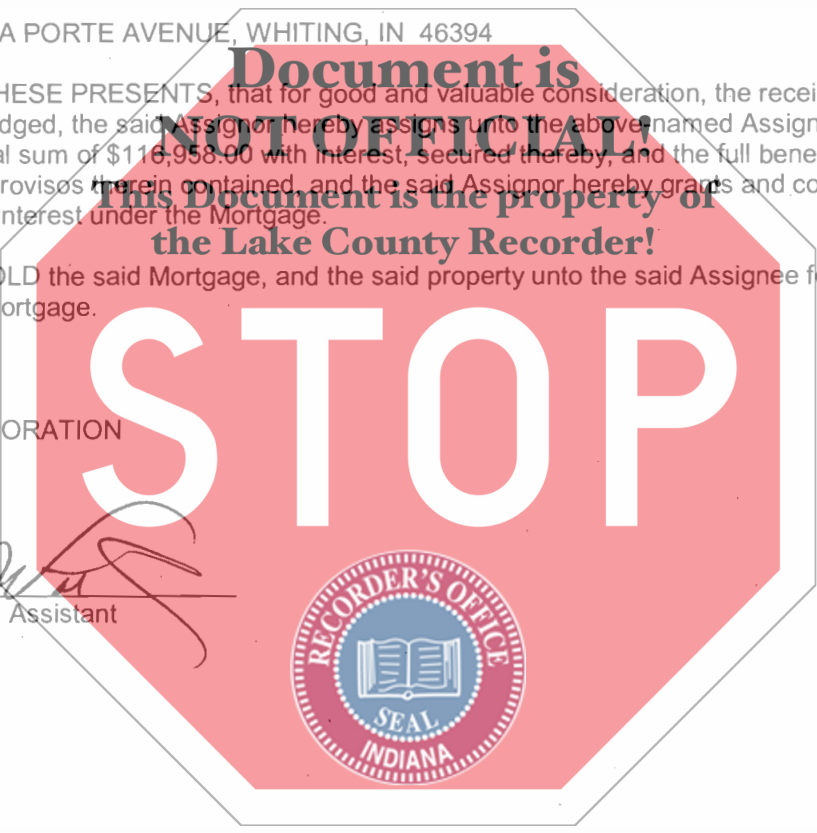 A PORTE AVENUE, WHITING, IN 46394
Document is
HESE PRESENTS, that for good and valuable consideration, the recei
dged, the said Assignor hereby assigns unto the above named Assign
NOT OFFICIAL!
al sum of $116,958.00 with interest, secured thereby, and the full bene
rovisos therein contained, and the said Assignor hereby grants and co
This Document is the property of
nterest under the Mortgage.
the Lake County Recorder!
OLD the said Mortgage, and the said property unto the said Assignee f
ortgage.
STOP
ORATION
Assistant
RECORDER'S OFFICE
SEAL
INDIANA